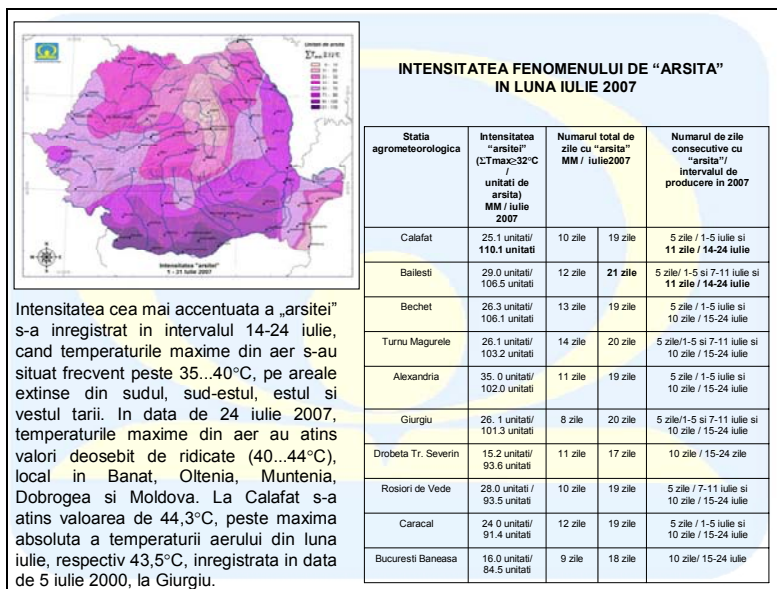 Intensitatea "arsitei"
1 - 21 Iulie 2007
Intensitatea cea mai accentuata a „arsitei”
s-a inregistrat in intervalul 14-24 iulie,
cand temperaturile maxime din aer s-au
situat frecvent peste 35...40°C, pe areale
extinse din sudul, sud-estul, estul si
vestul tarii. In data de 24 iulie 2007,
temperaturile maxime din aer au atins
valori deosebit de ridicate (40...44°C),
local in Banat, Oltenia, Muntenia,
Dobrogea si Moldova. La Calafat s-a
atins valoarea de 44,3°C, peste maxima
absoluta a temperaturii aerului din luna
iulie, respectiv 43,5°C, inregistrata in data
de 5 iulie 2000, la Giurgiu.
INTENSITATEA FENOMENULUI DE “ARSITA”
IN LUNA IULIE 2007
Statia
agrometeorologica
Intensitatea
“arsitei”
(ΣTmax≥32°C
/
unitati de
arsita)
MM / iulie
2007
Numarul total de
zile cu “arsita”
MM / iulie2007
Numarul de zile
consecutive cu
“arsita”/
intervalul de
producere in 2007
Calafat
25.1 unitati/
110.1 unitati
10 zile
19 zile
5 zile / 1-5 iulie si
11 zile / 14-24 iulie
Bailesti
29.0 unitati/
106.5 unitati
12 zile
21 zile
5 zile/ 1-5 si 7-11 iulie si
11 zile / 14-24 iulie
Bechet
26.3 unitati/
106.1 unitati
13 zile
19 zile
5 zile / 1-5 iulie si
10 zile / 15-24 iulie
Turnu Magurele
26.1 unitati/
103.2 unitati
14 zile
20 zile
5 zile/1-5 si 7-11 iulie si
10 zile / 15-24 iulie
Alexandria
35. 0 unitati/
102.0 unitati
11 zile
19 zile
5 zile / 1-5 iulie si
10 zile / 15-24 iulie
Giurgiu
26. 1 unitati/
101.3 unitati
8 zile
20 zile
5 zile/1-5 si 7-11 iulie si
10 zile / 15-24 iulie
Drobeta Tr. Severin
15.2 unitati/
93.6 unitati
11 zile
17 zile
10 zile / 15-24 zile
Rosiori de Vede
28.0 unitati /
93.5 unitati
10 zile
19 zile
5 zile / 7-11 iulie si
10 zile / 15-24 iulie
Caracal
24 0 unitati/
91.4 unitati
12 zile
19 zile
5 zile / 1-5 iulie si
10 zile / 15-24 iulie
Bucuresti Baneasa
16.0 unitati/
84.5 unitati
9 zile
18 zile
10 zile/ 15-24 iulie